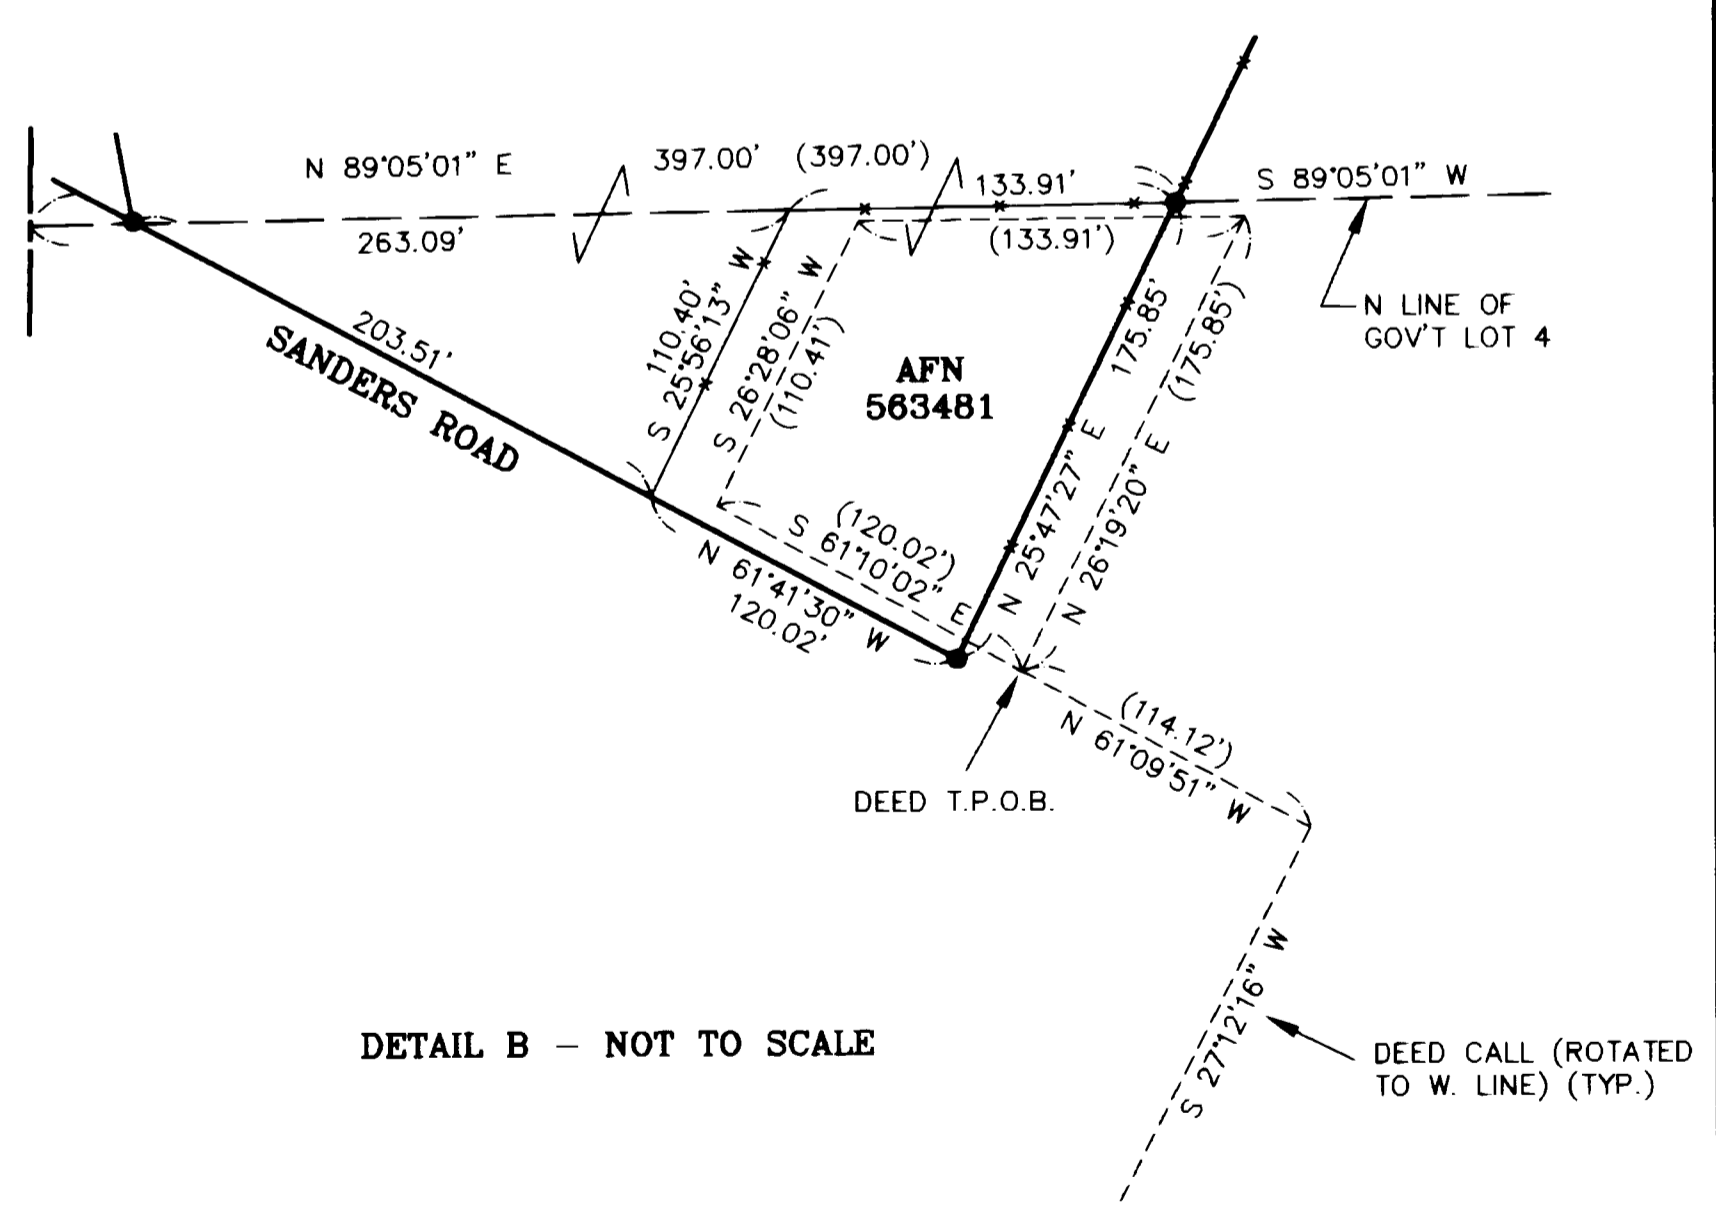 N 89°05'01" E
397.00' (397.00')
133.91'
S 89°05'01" W
263.09'
(133.91')
N LINE OF
GOV'T LOT 4
203.51'
SANDERS ROAD
110.40'
S 25°56'13" W
S 26°28'06" W
(110.41')
AFN
563481
175.85'
N 25°47'27" E
N 26°19'20" E (175.85')
(120.02')
S 61°10'02" E
N 61°41'30" W
120.02'
DEED T.P.O.B.
(114.12')
N 61°09'51" W
S 27°12'16" W
DETAIL B – NOT TO SCALE
DEED CALL (ROTATED
TO W. LINE) (TYP.)